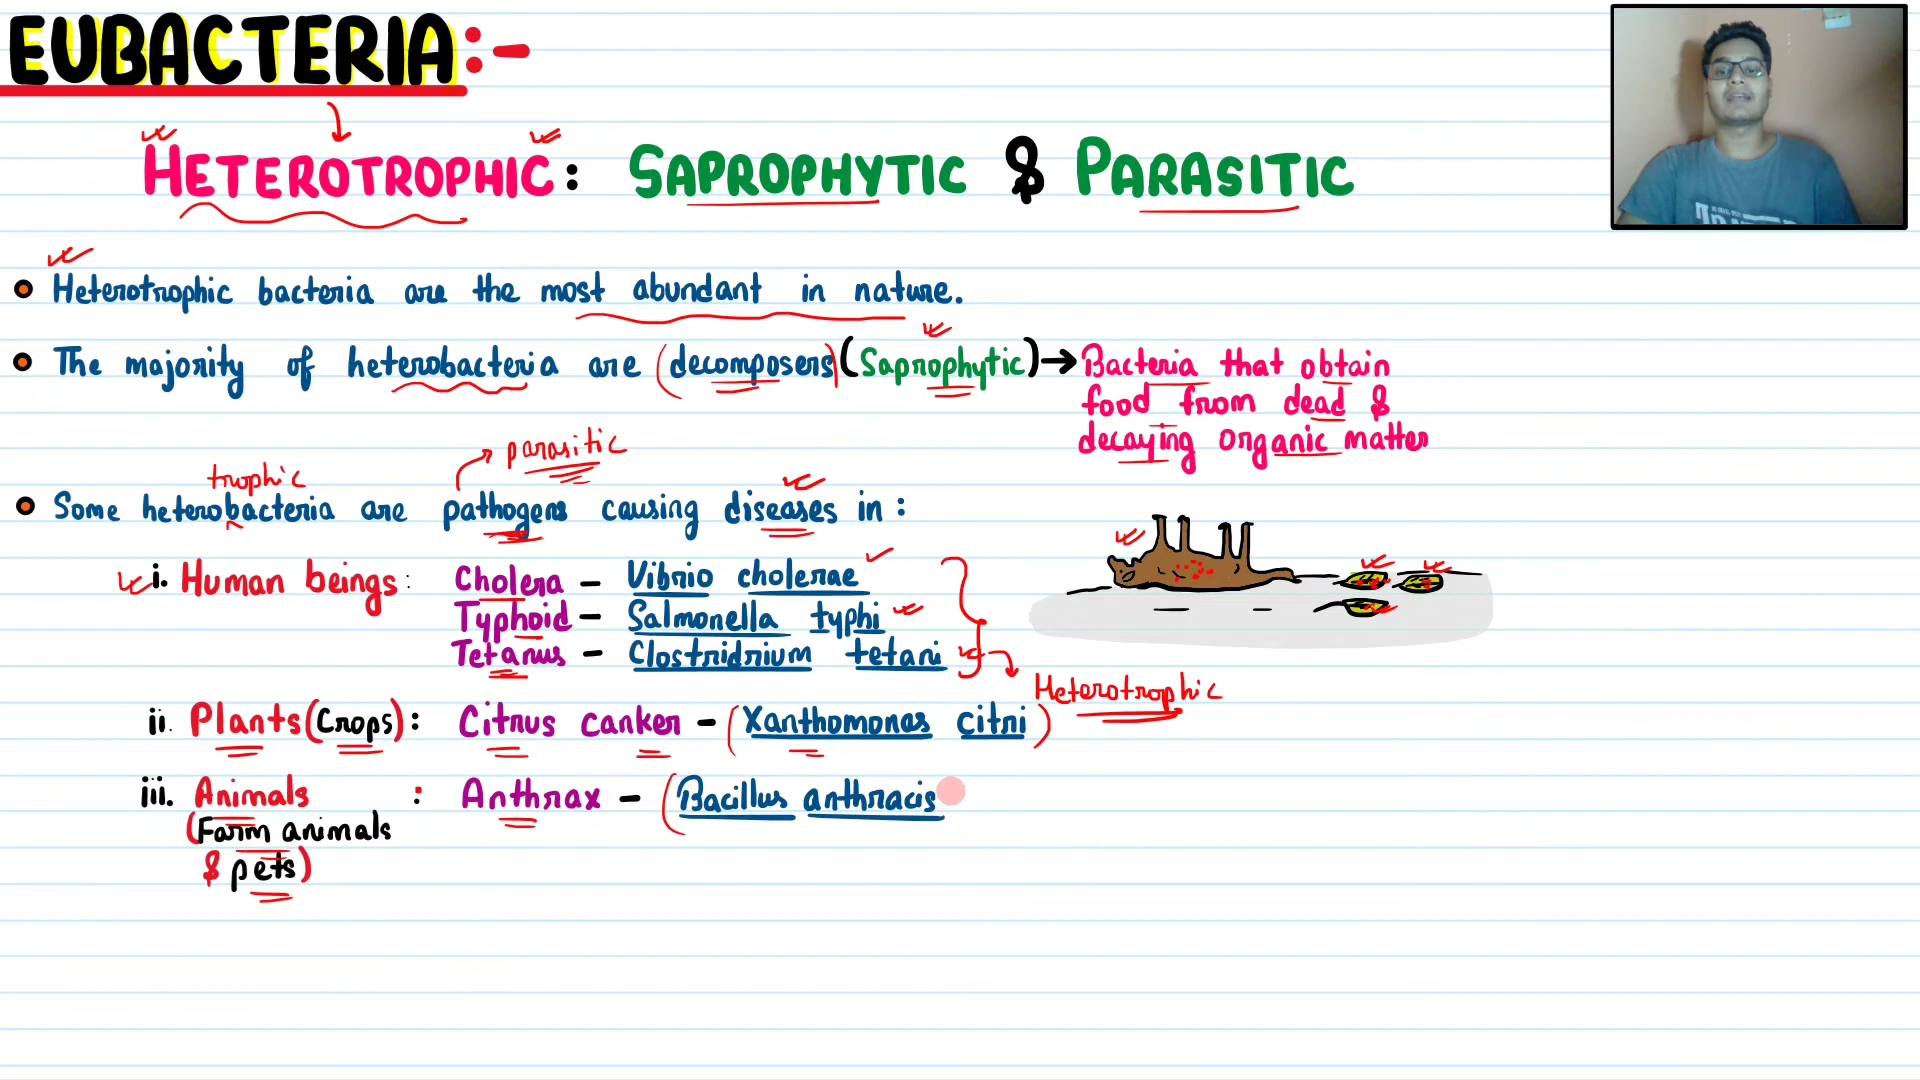 EUBACTERIA:-
HETEROTROPHIC: SAPROPHYTIC & PARASITIC
Heterotrophic bacteria are the most abundant in nature.
The majority of heterobacteria are (decomposers) (Saprophytic) → Bacteria that obtain
food from dead &
decaying organic matter
parasitic
trophic
Some heterobacteria are pathogens causing diseases in:
i. Human beings: Cholera - Vibrio cholerae
Typhoid - Salmonella typhi
Tetanus - Clostridrium tetani
Heterotrophic
ii. Plants (Crops): Citrus canker - (Xanthomonas citri)
iii. Animals : Anthrax - (Bacillus anthracis
(Farm animals
& pets)